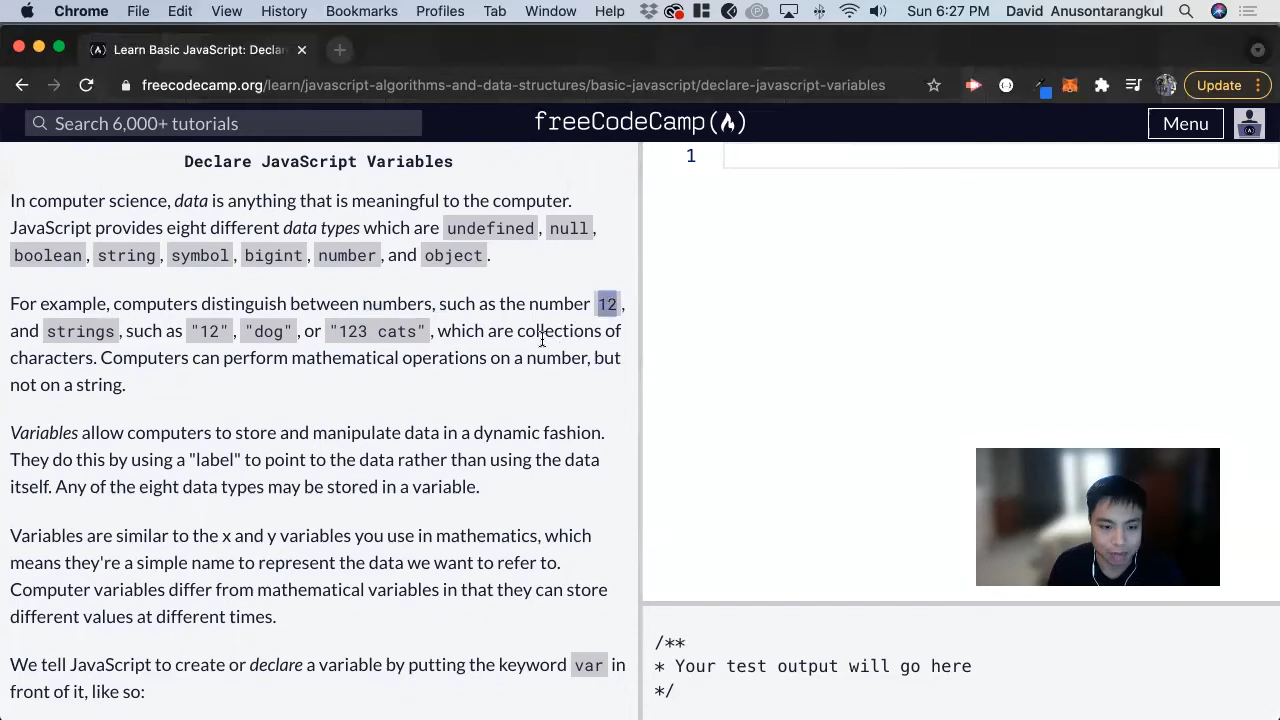 Chrome File Edit View History Bookmarks Profiles Tab Window Help Sun 6:27 PM David Anusontarangkul
Learn Basic JavaScript: Decla
freecodecamp.org/learn/javascript-algorithms-and-data-structures/basic-javascript/declare-javascript-variables Update
Search 6,000+ tutorials freeCodeCamp Menu
Declare JavaScript Variables
In computer science, data is anything that is meaningful to the computer.
JavaScript provides eight different data types which are undefined, null,
boolean, string, symbol, bigint, number, and object.
For example, computers distinguish between numbers, such as the number 12,
and strings, such as "12", "dog", or "123 cats", which are collections of
characters. Computers can perform mathematical operations on a number, but
not on a string.
Variables allow computers to store and manipulate data in a dynamic fashion.
They do this by using a "label" to point to the data rather than using the data
itself. Any of the eight data types may be stored in a variable.
Variables are similar to the x and y variables you use in mathematics, which
means they're a simple name to represent the data we want to refer to.
Computer variables differ from mathematical variables in that they can store
different values at different times.
We tell JavaScript to create or declare a variable by putting the keyword var in
front of it, like so:
1
/**
* Your test output will go here
*/